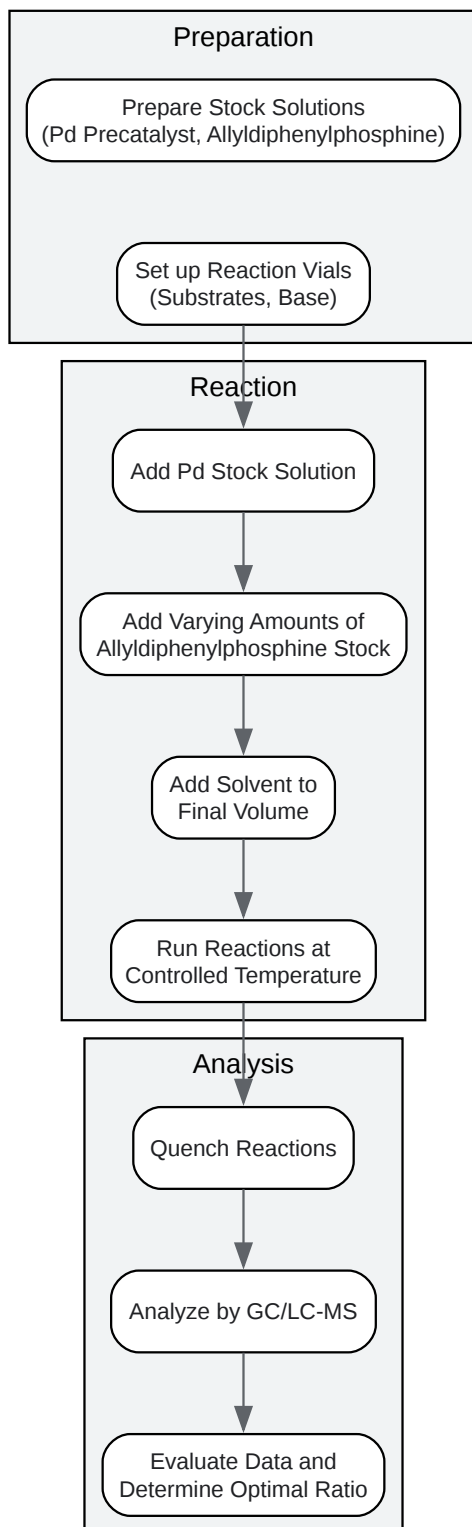 Preparation
Prepare Stock Solutions
(Pd Precatalyst, Allyldiphenylphosphine)
Set up Reaction Vials
(Substrates, Base)
Reaction
Add Pd Stock Solution
Add Varying Amounts of
Allyldiphenylphosphine Stock
Add Solvent to
Final Volume
Run Reactions at
Controlled Temperature
Analysis
Quench Reactions
Analyze by GC/LC-MS
Evaluate Data and
Determine Optimal Ratio